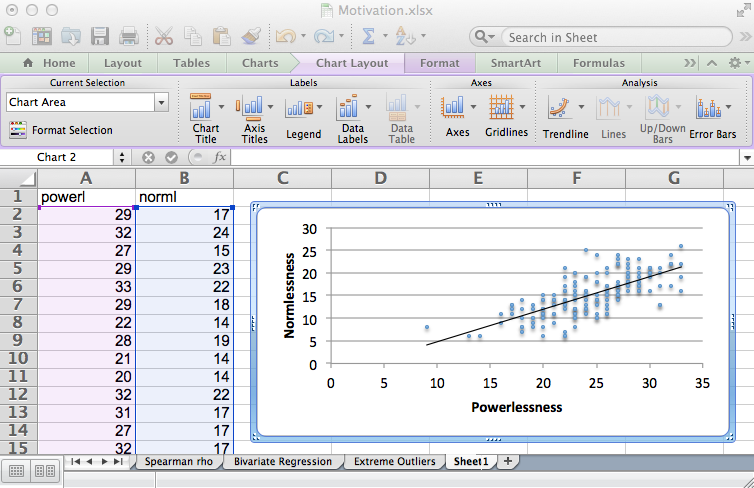 Motivation.xlsx
Search in Sheet
Home Layout Tables Charts Chart Layout Format SmartArt Formulas
Current Selection Labels Axes Analysis
Chart Area
Format Selection
Chart Title Axis Titles Legend Data Labels Data Table Axes Gridlines Trendline Lines Up/Down Bars Error Bars
Chart 2 fx
A B C D E F G
1 powerl norml
2 29 17
3 32 24
4 27 15
5 29 23
6 33 22
7 29 18
8 22 14
9 28 19
10 21 14
11 20 14
12 32 22
13 31 17
14 27 17
15 32 17
30
25
20
15
10
5
0
Normlessness
0 5 10 15 20 25 30 35
Powerlessness
Spearman rho Bivariate Regression Extreme Outliers Sheet1